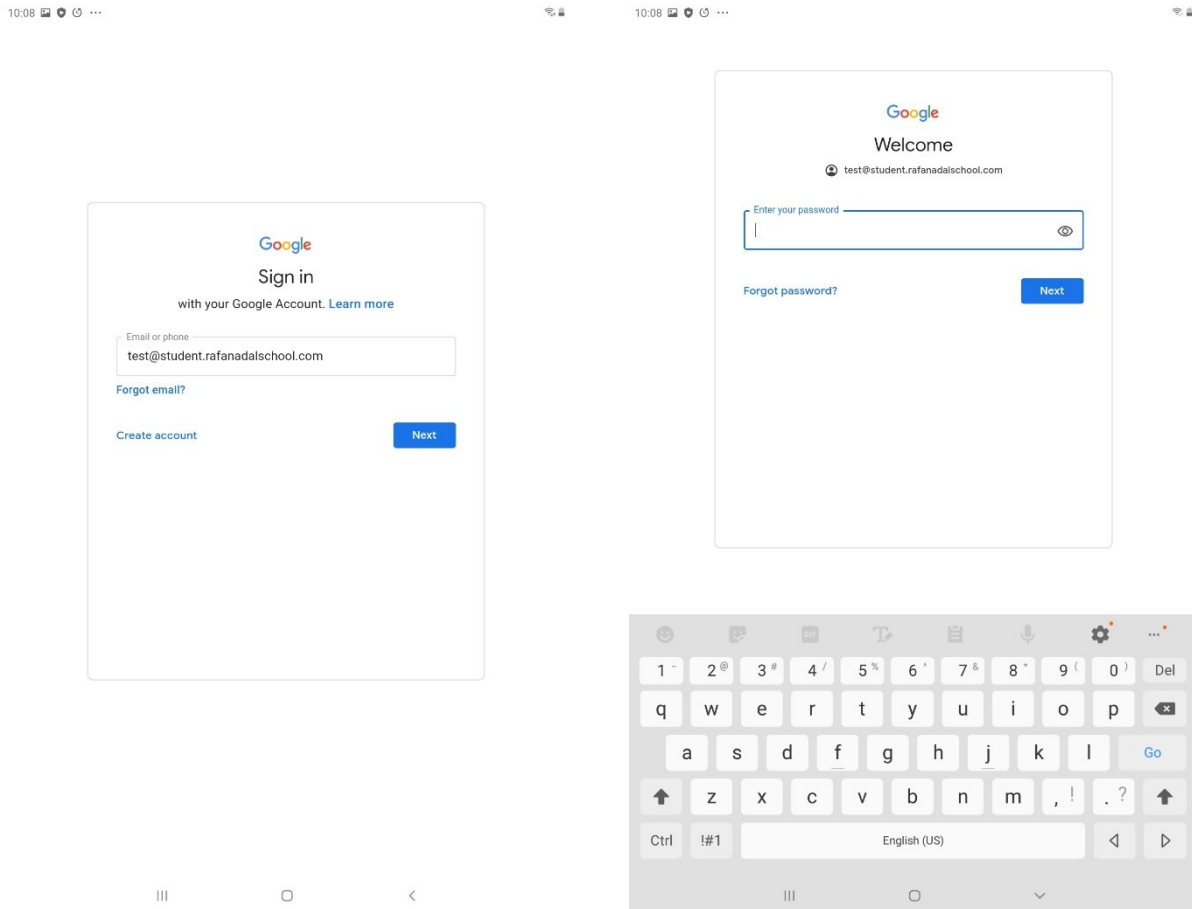 10:08
Google
Sign in
with your Google Account. Learn more
Email or phone
test@student.rafanadalschool.com
Forgot email?
Create account
Next
10:08
Google
Welcome
test@student.rafanadalschool.com
Enter your password
Forgot password?
Next
GIF
1 - 2 @ 3 # 4 / 5 % 6 ^ 7 & 8 * 9 ( 0 ) Del
q w e r t y u i o p
a s d f g h j k l Go
z x c v b n m , ! . ?
Ctrl !#1 English (US)